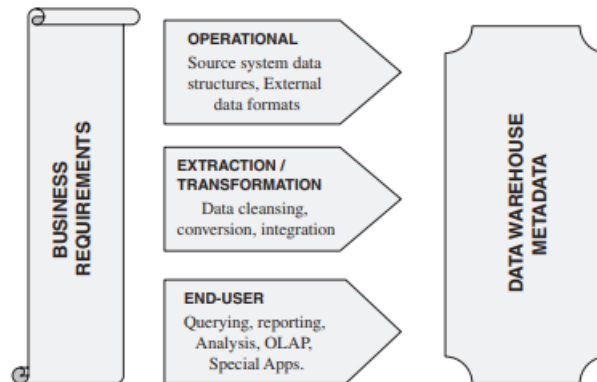 BUSINESS
REQUIREMENTS
OPERATIONAL
Source system data
structures, External
data formats
EXTRACTION /
TRANSFORMATION
Data cleansing,
conversion, integration
END-USER
Querying, reporting,
Analysis, OLAP,
Special Apps.
DATA WAREHOUSE
METADATA